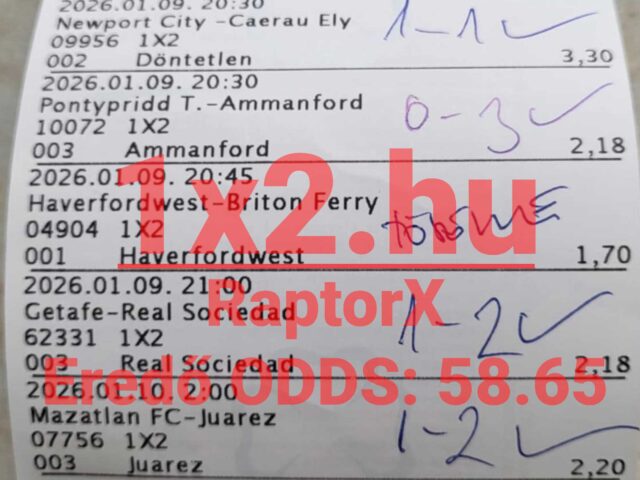 2026.01.09. 20:30
Newport City -Caerau Ely
09956 1X2
002 Döntetlen 3,30
1-1
2026.01.09. 20:30
Pontypridd T.-Ammanford
10072 1X2
003 Ammanford 2,18
0-3
2026.01.09. 20:45
Haverfordwest-Briton Ferry
04904 1X2
001 Haverfordwest 1,70
2026.01.09. 21:00
Getafe-Real Sociedad
62331 1X2
003 Real Sociedad 2,18
1-2
2026.01.10. 2:00
Mazatlan FC-Juarez
07756 1X2
003 Juarez 2,20
1-2
1x2.hu
RaptorX
Eredő ODDS: 58.65